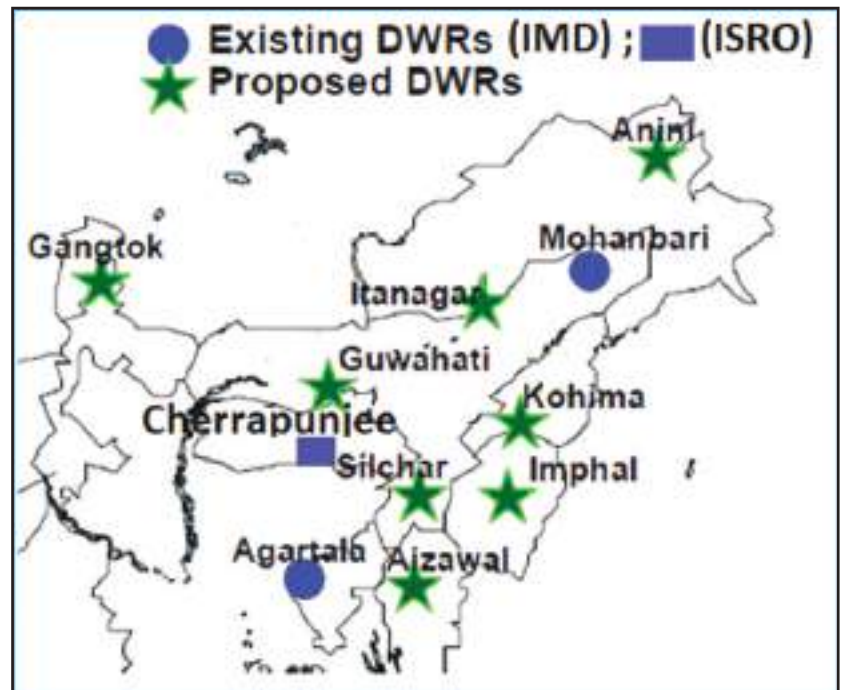 Existing DWRs (IMD) ; (ISRO)
Proposed DWRs
Anini
Mohanbari
Gangtok
Itanagar
Guwahati
Kohima
Cherrapunjee
Silchar
Imphal
Agartala
Aizawal